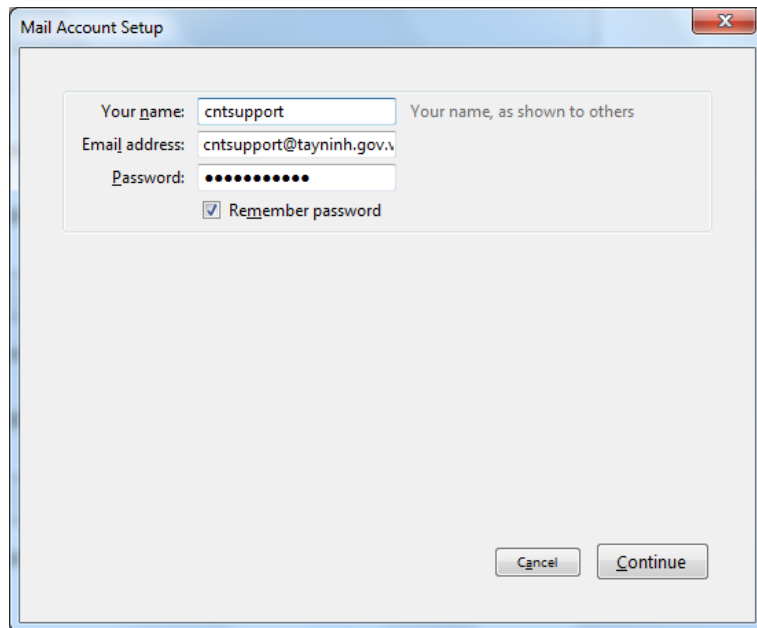 Mail Account Setup
Your name: cntsupport Your name, as shown to others
Email address: cntsupport@tayninh.gov.v
Password: ●●●●●●●●●●●
Remember password
Cancel Continue